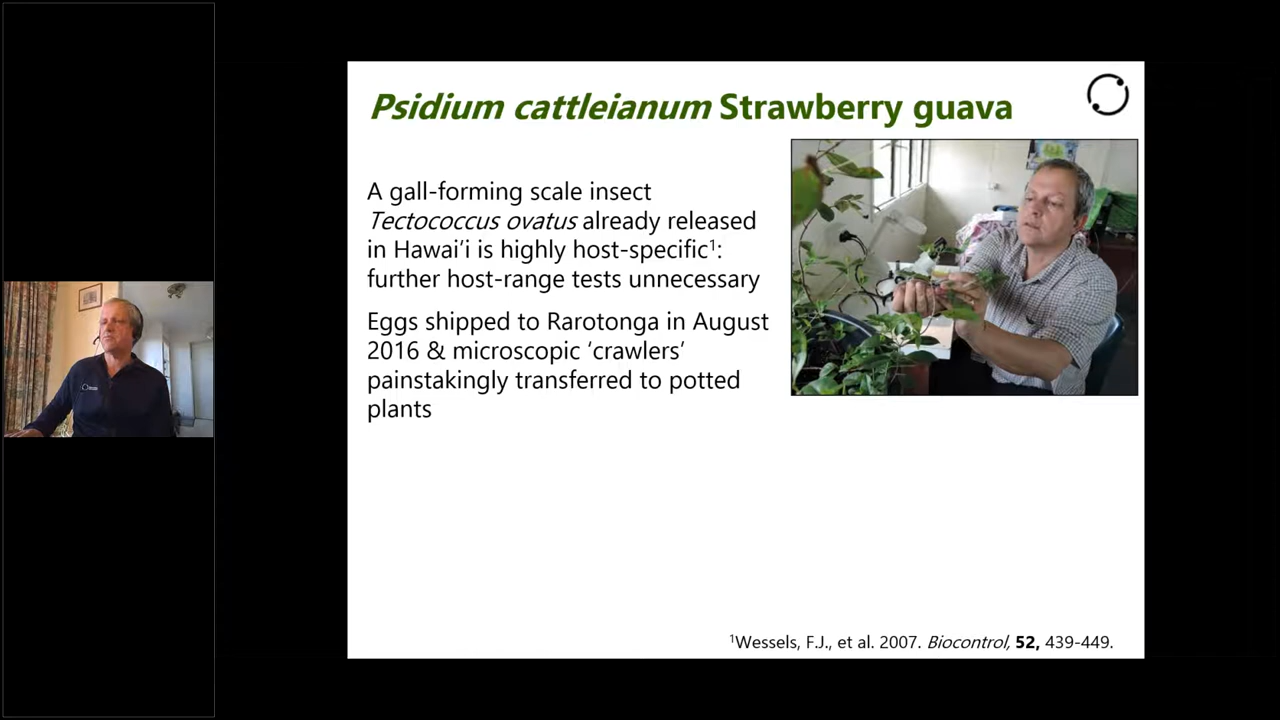 Psidium cattleianum Strawberry guava
A gall-forming scale insect
Tectococcus ovatus already released
in Hawai'i is highly host-specific¹:
further host-range tests unnecessary
Eggs shipped to Rarotonga in August
2016 & microscopic ‘crawlers’
painstakingly transferred to potted
plants
¹Wessels, F.J., et al. 2007. Biocontrol, 52, 439-449.